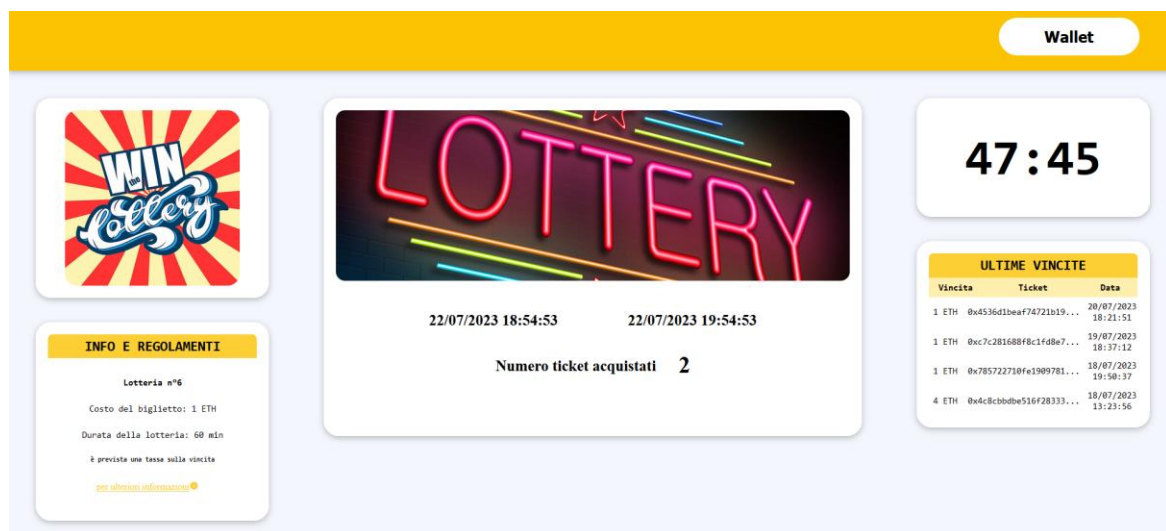 Wallet
WIN
the
Lottery
LOTTERY
47:45
22/07/2023 18:54:53
22/07/2023 19:54:53
Numero ticket acquistati 2
INFO E REGOLAMENTI
Lotteria n°6
Costo del biglietto: 1 ETH
Durata della lotteria: 60 min
è prevista una tassa sulla vincita
per ulteriori informazioni
ULTIME VINCITE
Vincita Ticket Data
1 ETH 0x4536d1beaf74721b19... 20/07/2023
18:21:51
1 ETH 0xc7c281688f8c1fd8e7... 19/07/2023
18:37:12
1 ETH 0x785722710fe1909781... 18/07/2023
19:50:37
4 ETH 0x4c8cbbdbe516f28333... 18/07/2023
13:23:56